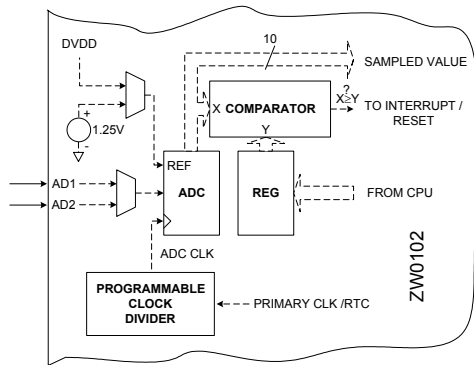 10
DVDD
SAMPLED VALUE
?
X≥Y
X COMPARATOR
TO INTERRUPT /
RESET
+
1.25V
-
Y
REF
ADC
REG
AD1
AD2
FROM CPU
ADC CLK
PROGRAMMABLE
CLOCK
DIVIDER
PRIMARY CLK /RTC
ZW0102